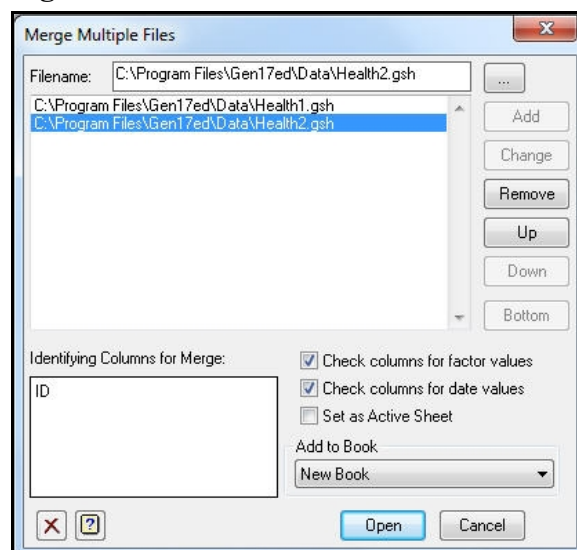 Merge Multiple Files
Filename: C:\Program Files\Gen17ed\Data\Health2.gsh ...
C:\Program Files\Gen17ed\Data\Health1.gsh
C:\Program Files\Gen17ed\Data\Health2.gsh
Add
Change
Remove
Up
Down
Bottom
Identifying Columns for Merge:
ID
Check columns for factor values
Check columns for date values
Set as Active Sheet
Add to Book
New Book
Open Cancel